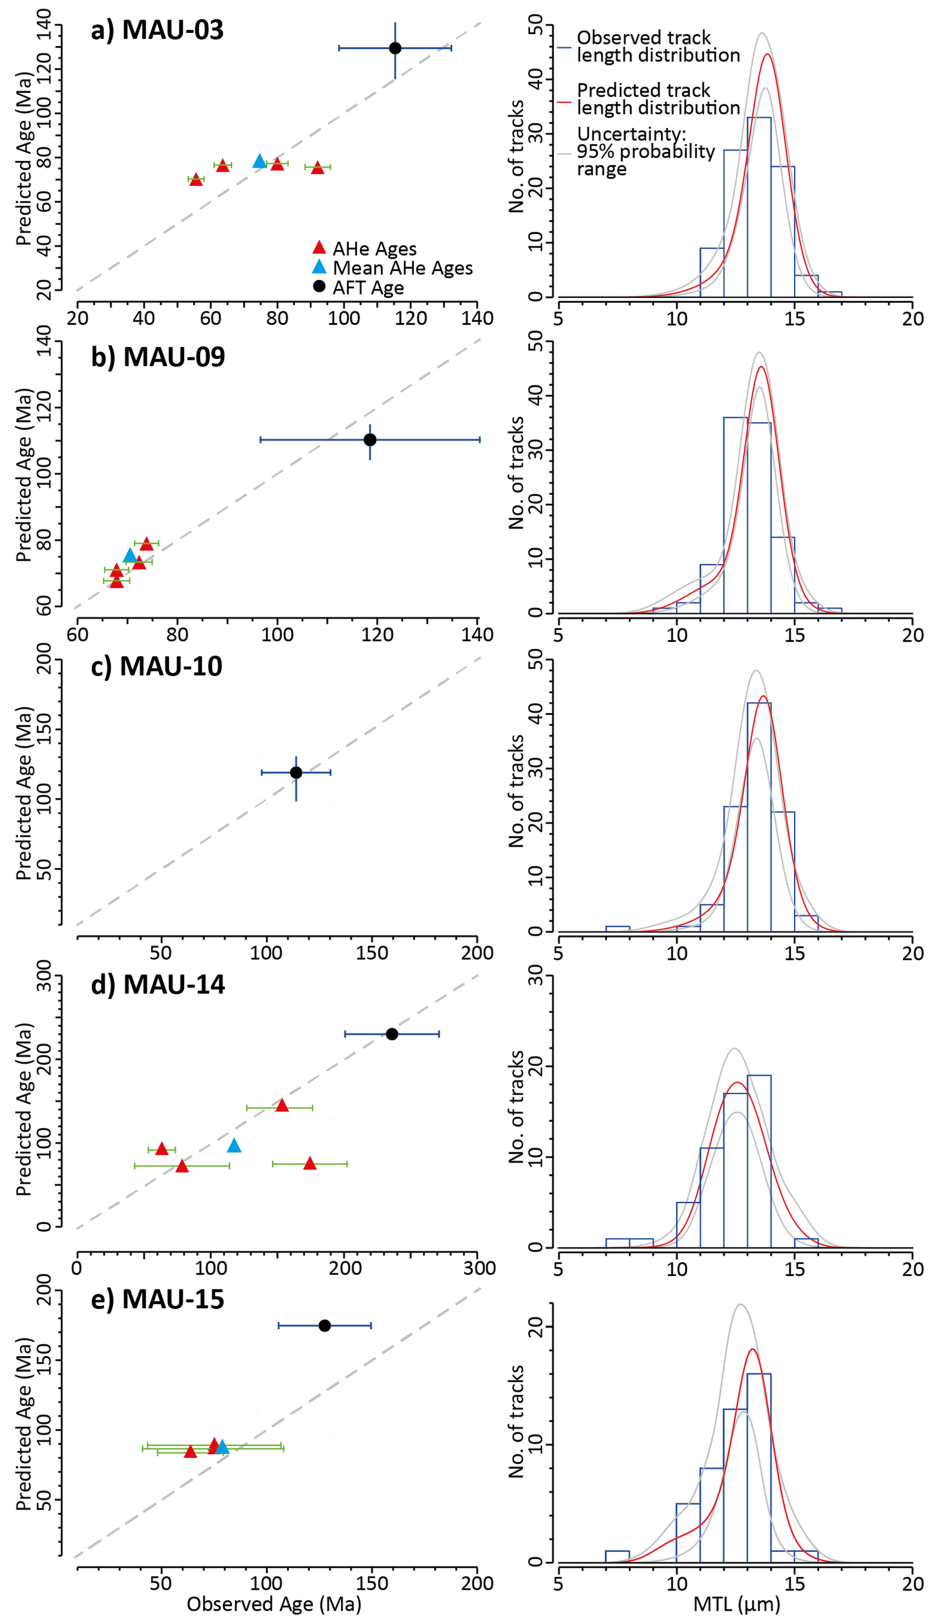 a) MAU-03
Predicted Age (Ma)
140
120
100
80
60
40
20
20 40 60 80 100 120 140
AHe Ages
Mean AHe Ages
AFT Age
No. of tracks
50
40
30
20
10
0
5 10 15 20
Observed track
length distribution
Predicted track
length distribution
Uncertainty:
95% probability
range
b) MAU-09
Predicted Age (Ma)
140
120
100
80
60
60 80 100 120 140
No. of tracks
50
40
30
20
10
0
5 10 15 20
c) MAU-10
Predicted Age (Ma)
200
150
100
50
50 100 150 200
No. of tracks
50
40
30
20
10
0
5 10 15 20
d) MAU-14
Predicted Age (Ma)
300
200
100
0
0 100 200 300
No. of tracks
30
20
10
0
5 10 15 20
e) MAU-15
Predicted Age (Ma)
200
150
100
50
50 100 150 200
Observed Age (Ma)
No. of tracks
20
10
0
5 10 15 20
MTL (μm)